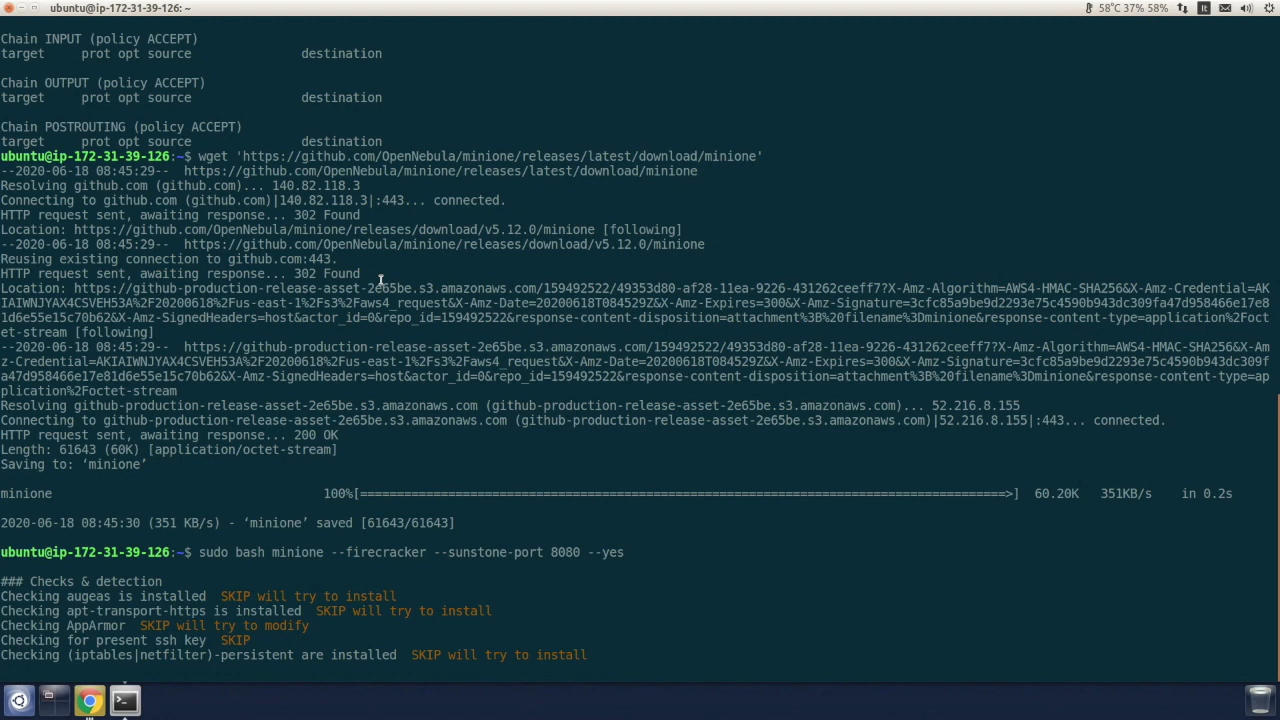 ubuntu@ip-172-31-39-126: ~
58°C 37% 58%
It
Chain INPUT (policy ACCEPT)
target     prot opt source               destination
Chain OUTPUT (policy ACCEPT)
target     prot opt source               destination
Chain POSTROUTING (policy ACCEPT)
target     prot opt source               destination
ubuntu@ip-172-31-39-126:~$ wget 'https://github.com/OpenNebula/minione/releases/latest/download/minione'
--2020-06-18 08:45:29--  https://github.com/OpenNebula/minione/releases/latest/download/minione
Resolving github.com (github.com)... 140.82.118.3
Connecting to github.com (github.com)|140.82.118.3|:443... connected.
HTTP request sent, awaiting response... 302 Found
Location: https://github.com/OpenNebula/minione/releases/download/v5.12.0/minione [following]
--2020-06-18 08:45:29--  https://github.com/OpenNebula/minione/releases/download/v5.12.0/minione
Reusing existing connection to github.com:443.
HTTP request sent, awaiting response... 302 Found
Location: https://github-production-release-asset-2e65be.s3.amazonaws.com/159492522/49353d80-af28-11ea-9226-431262ceeff7?X-Amz-Algorithm=AWS4-HMAC-SHA256&X-Amz-Credential=AK
IAIWNJYAX4CSVEH53A%2F20200618%2Fus-east-1%2Fs3%2Faws4_request&X-Amz-Date=20200618T084529Z&X-Amz-Expires=300&X-Amz-Signature=3cfc85a9be9d2293e75c4590b943dc309fa47d958466e17e8
1d6e55e15c70b62&X-Amz-SignedHeaders=host&actor_id=0&repo_id=159492522&response-content-disposition=attachment%3B%20filename%3Dminione&response-content-type=application%2Foct
et-stream [following]
--2020-06-18 08:45:29--  https://github-production-release-asset-2e65be.s3.amazonaws.com/159492522/49353d80-af28-11ea-9226-431262ceeff7?X-Amz-Algorithm=AWS4-HMAC-SHA256&X-Am
z-Credential=AKIAIWNJYAX4CSVEH53A%2F20200618%2Fus-east-1%2Fs3%2Faws4_request&X-Amz-Date=20200618T084529Z&X-Amz-Expires=300&X-Amz-Signature=3cfc85a9be9d2293e75c4590b943dc309f
a47d958466e17e81d6e55e15c70b62&X-Amz-SignedHeaders=host&actor_id=0&repo_id=159492522&response-content-disposition=attachment%3B%20filename%3Dminione&response-content-type=ap
plication%2Foctet-stream
Resolving github-production-release-asset-2e65be.s3.amazonaws.com (github-production-release-asset-2e65be.s3.amazonaws.com)... 52.216.8.155
Connecting to github-production-release-asset-2e65be.s3.amazonaws.com (github-production-release-asset-2e65be.s3.amazonaws.com)|52.216.8.155|:443... connected.
HTTP request sent, awaiting response... 200 OK
Length: 61643 (60K) [application/octet-stream]
Saving to: ‘minione’
minione                                     100%[========================================================================================>]  60.20K   351KB/s    in 0.2s
2020-06-18 08:45:30 (351 KB/s) - ‘minione’ saved [61643/61643]
ubuntu@ip-172-31-39-126:~$ sudo bash minione --firecracker --sunstone-port 8080 --yes
### Checks & detection
Checking augeas is installed  SKIP will try to install
Checking apt-transport-https is installed  SKIP will try to install
Checking AppArmor  SKIP will try to modify
Checking for present ssh key  SKIP
Checking (iptables|netfilter)-persistent are installed  SKIP will try to install